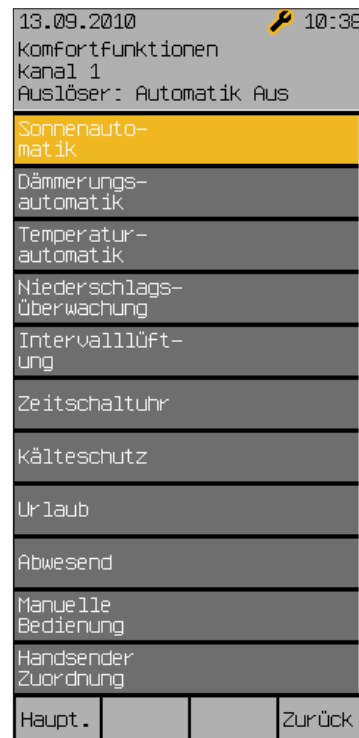 13.09.2010 10:38
Komfortfunktionen
Kanal 1
Auslöser: Automatik Aus
Sonnenauto-
matik
Dämmerungs-
automatik
Temperatur-
automatik
Niederschlags-
überwachung
Intervalllüft-
ung
Zeitschaltuhr
Kälteschutz
Urlaub
Abwesend
Manuelle
Bedienung
Handsender
Zuordnung
Haupt. Zurück